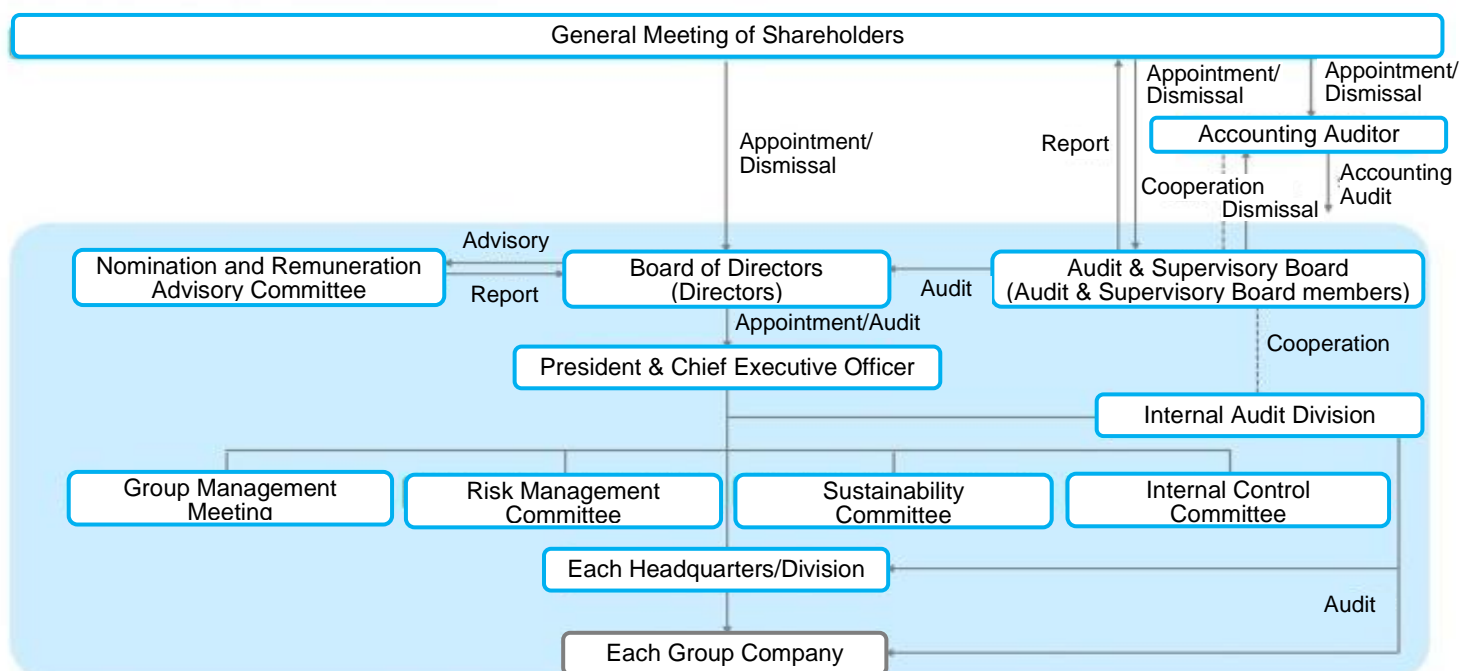 General Meeting of Shareholders
Appointment/
Dismissal
Appointment/
Dismissal
Accounting Auditor
Appointment/
Dismissal
Report
Accounting
Audit
Cooperation
Dismissal
Advisory
Nomination and Remuneration
Advisory Committee
Report
Board of Directors
(Directors)
Audit
Audit & Supervisory Board
(Audit & Supervisory Board members)
Appointment/Audit
Cooperation
President & Chief Executive Officer
Internal Audit Division
Group Management
Meeting
Risk Management
Committee
Sustainability
Committee
Internal Control
Committee
Each Headquarters/Division
Audit
Each Group Company